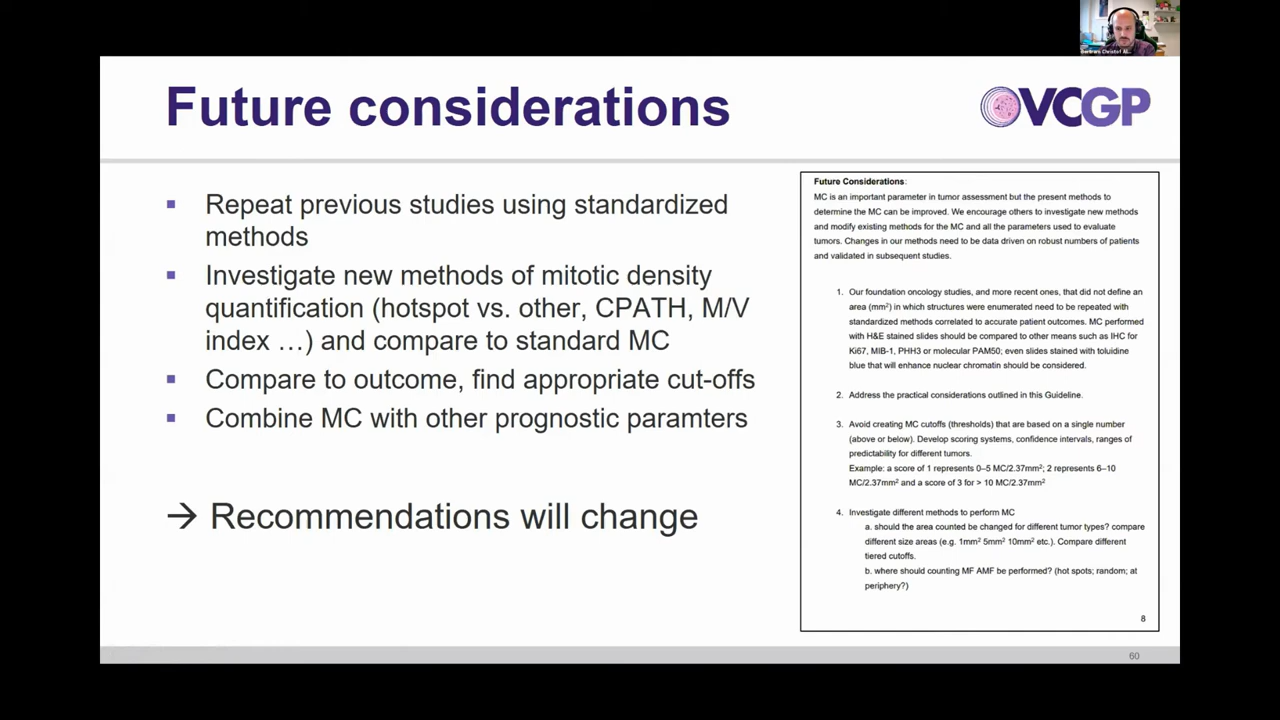 Future considerations
VCGP
Repeat previous studies using standardized
methods
Investigate new methods of mitotic density
quantification (hotspot vs. other, CPATH, M/V
index …) and compare to standard MC
Compare to outcome, find appropriate cut-offs
Combine MC with other prognostic paramters
→ Recommendations will change
Future Considerations:
MC is an important parameter in tumor assessment but the present methods to
determine the MC can be improved. We encourage others to investigate new methods
and modify existing methods for the MC and all the parameters used to evaluate
tumors. Changes in our methods need to be data driven on robust numbers of patients
and validated in subsequent studies.
1. Our foundation oncology studies, and more recent ones, that did not define an
area (mm²) in which structures were enumerated need to be repeated with
standardized methods correlated to accurate patient outcomes. MC performed
with H&E stained slides should be compared to other means such as IHC for
Ki67, MIB-1, PHH3 or molecular PAM50; even slides stained with toluidine
blue that will enhance nuclear chromatin should be considered.
2. Address the practical considerations outlined in this Guideline.
3. Avoid creating MC cutoffs (thresholds) that are based on a single number
(above or below). Develop scoring systems, confidence intervals, ranges of
predictability for different tumors.
Example: a score of 1 represents 0–5 MC/2.37mm²; 2 represents 6–10
MC/2.37mm² and a score of 3 for > 10 MC/2.37mm²
4. Investigate different methods to perform MC
a. should the area counted be changed for different tumor types? compare
different size areas (e.g. 1mm² 5mm² 10mm² etc.). Compare different
tiered cutoffs.
b. where should counting MF AMF be performed? (hot spots; random; at
periphery?)
8
60